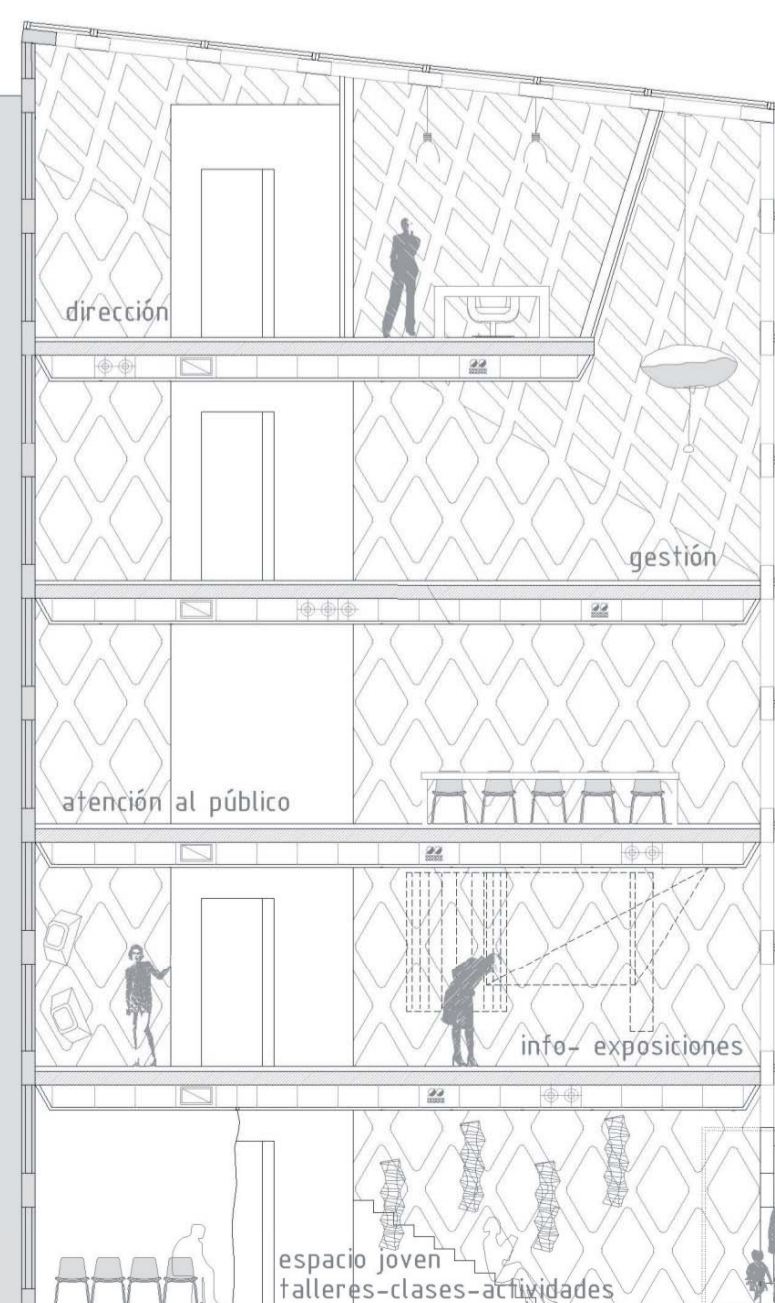 dirección
gestión
atención al público
info- exposiciones
espacio joven
talleres-clases-actividades